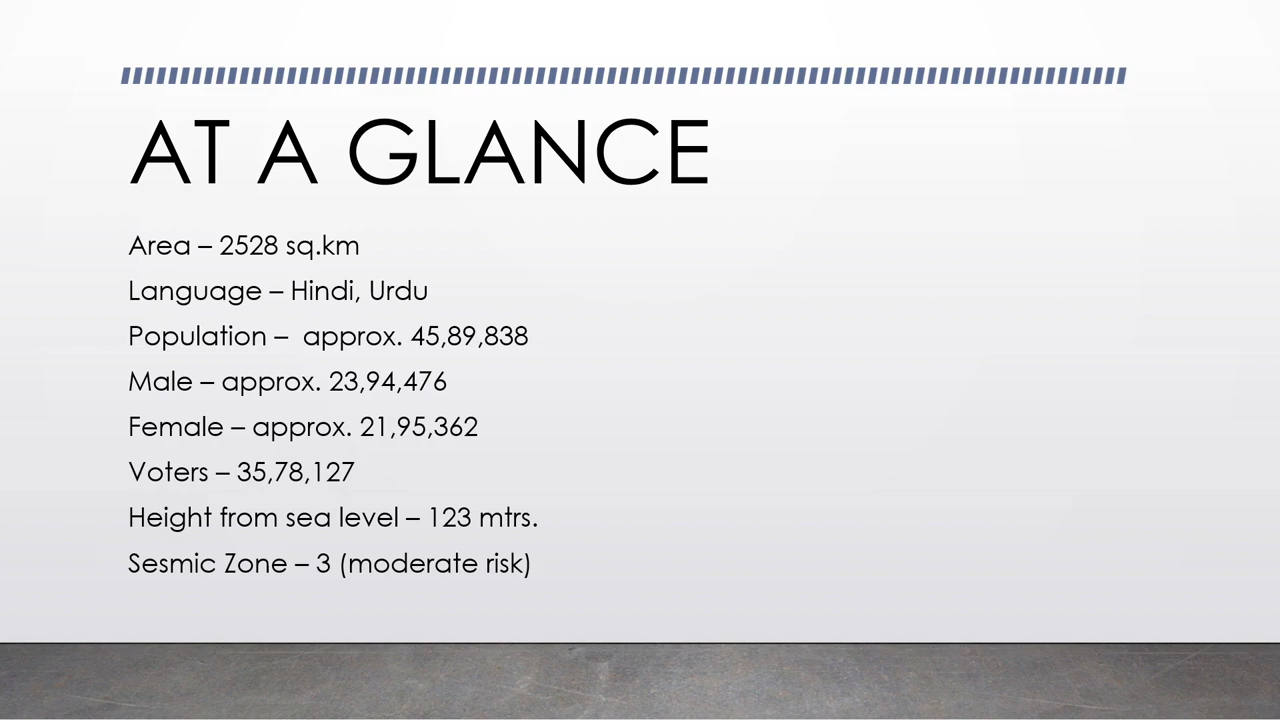 AT A GLANCE
Area – 2528 sq.km
Language – Hindi, Urdu
Population –  approx. 45,89,838
Male – approx. 23,94,476
Female – approx. 21,95,362
Voters – 35,78,127
Height from sea level – 123 mtrs.
Sesmic Zone – 3 (moderate risk)